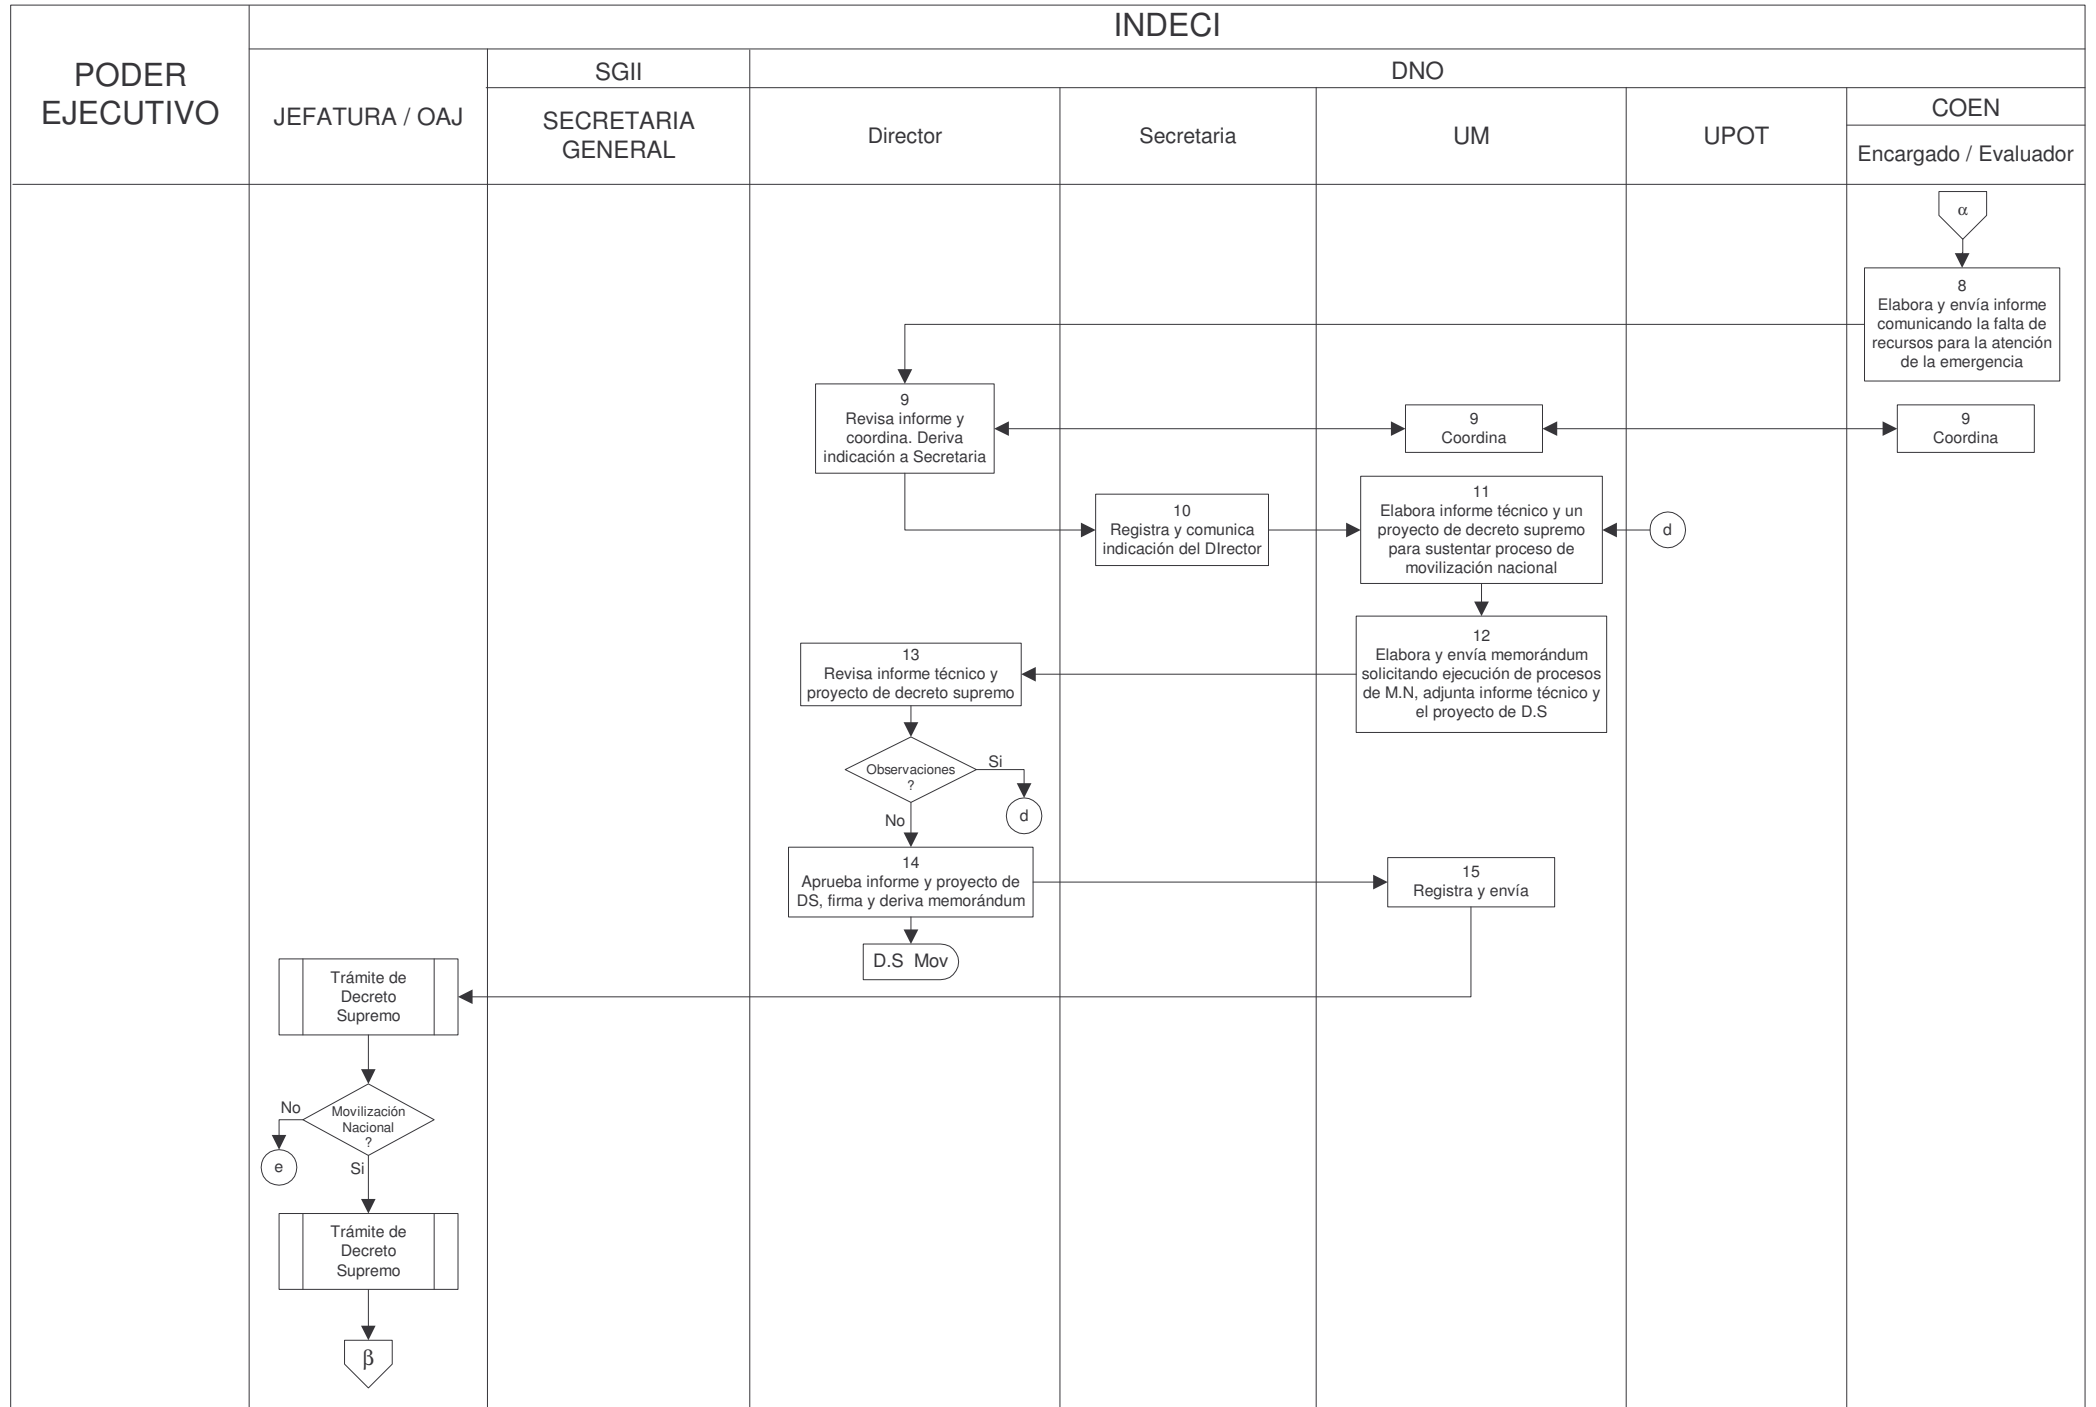 INDECI
PODER
EJECUTIVO
JEFATURA / OAJ
SGII
SECRETARIA
GENERAL
DNO
Director
Secretaria
UM
UPOT
COEN
Encargado / Evaluador
α
8
Elabora y envía informe
comunicando la falta de
recursos para la atención
de la emergencia
9
Revisa informe y
coordina. Deriva
indicación a Secretaria
9
Coordina
9
Coordina
10
Registra y comunica
indicación del DIrector
11
Elabora informe técnico y un
proyecto de decreto supremo
para sustentar proceso de
movilización nacional
d
12
Elabora y envía memorándum
solicitando ejecución de procesos
de M.N, adjunta informe técnico y
el proyecto de D.S
13
Revisa informe técnico y
proyecto de decreto supremo
Observaciones
?
Si
d
No
14
Aprueba informe y proyecto de
DS, firma y deriva memorándum
15
Registra y envía
D.S Mov
Trámite de
Decreto
Supremo
Movilización
Nacional
?
No
e
Si
Trámite de
Decreto
Supremo
β